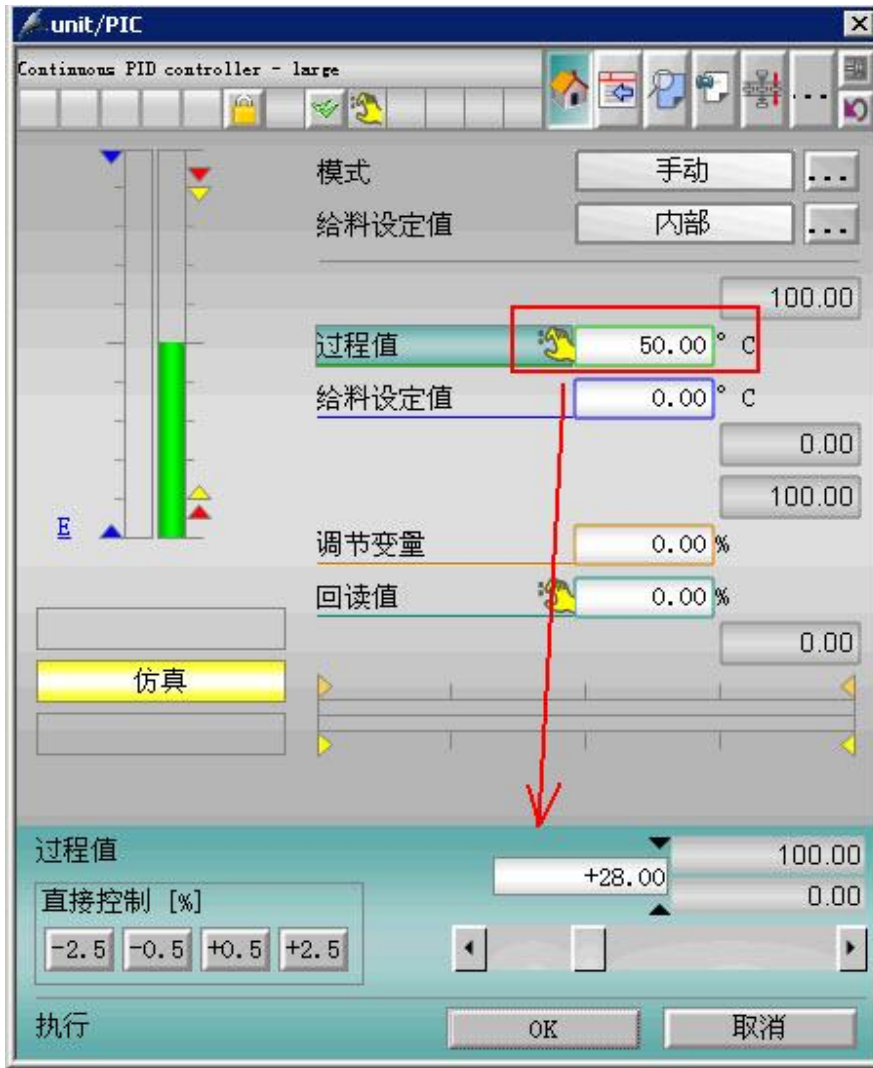 unit/PIC
Continuous PID controller - large
...
模式
手动
...
给料设定值
内部
...
100.00
过程值
50.00 ° C
给料设定值
0.00 ° C
0.00
100.00
E
调节变量
0.00 %
回读值
0.00 %
0.00
仿真
过程值
100.00
+28.00
0.00
直接控制 [%]
-2.5 -0.5 +0.5 +2.5
执行
OK
取消